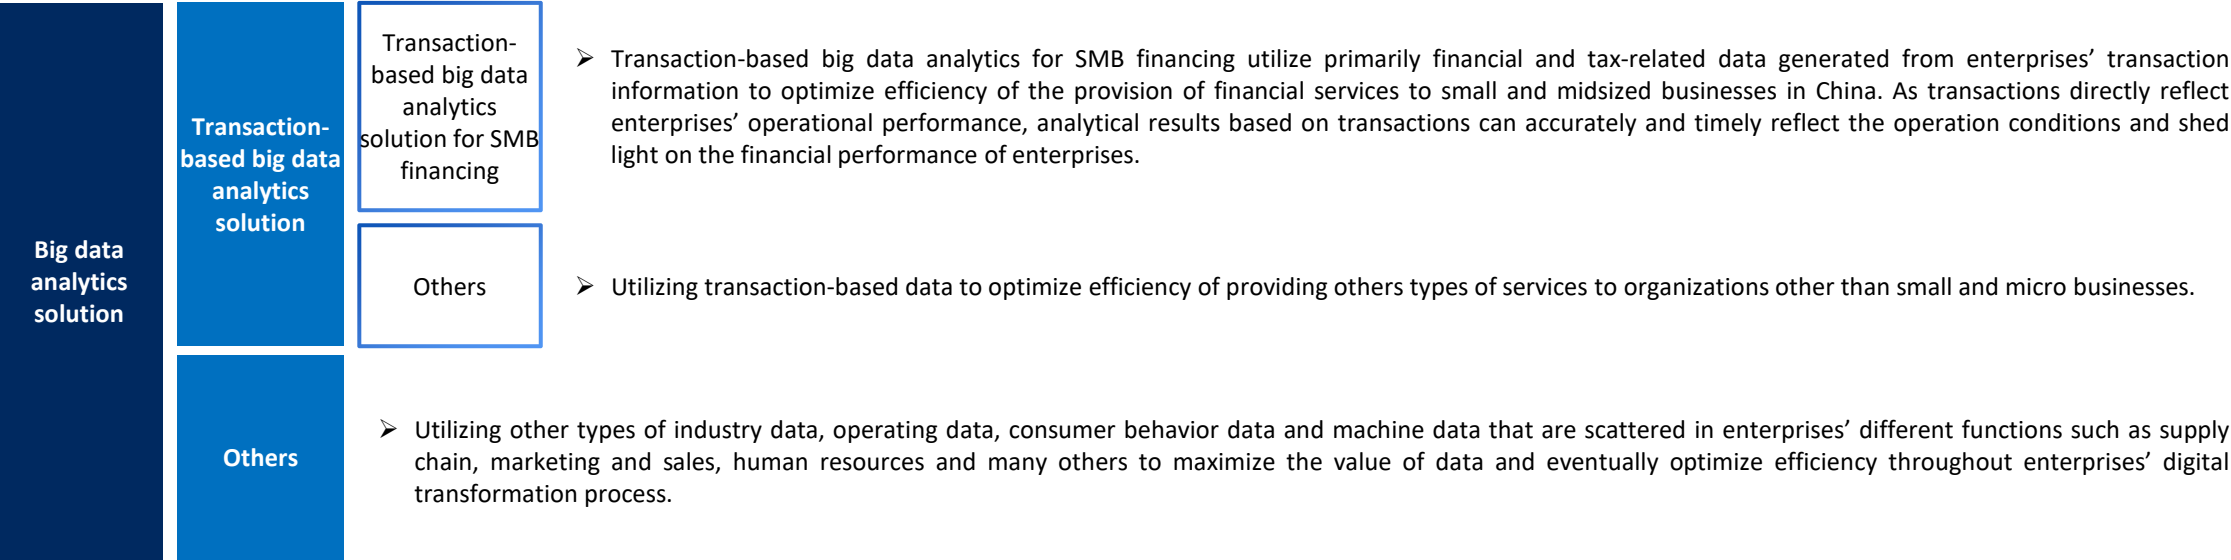 Big data
analytics
solution
Transaction-
based big data
analytics
solution
Transaction-
based big data
analytics
solution for SMB
financing
➢ Transaction-based big data analytics for SMB financing utilize primarily financial and tax-related data generated from enterprises’ transaction
information to optimize efficiency of the provision of financial services to small and midsized businesses in China. As transactions directly reflect
enterprises’ operational performance, analytical results based on transactions can accurately and timely reflect the operation conditions and shed
light on the financial performance of enterprises.
Others
➢ Utilizing transaction-based data to optimize efficiency of providing others types of services to organizations other than small and micro businesses.
Others
➢ Utilizing other types of industry data, operating data, consumer behavior data and machine data that are scattered in enterprises’ different functions such as supply
chain, marketing and sales, human resources and many others to maximize the value of data and eventually optimize efficiency throughout enterprises’ digital
transformation process.